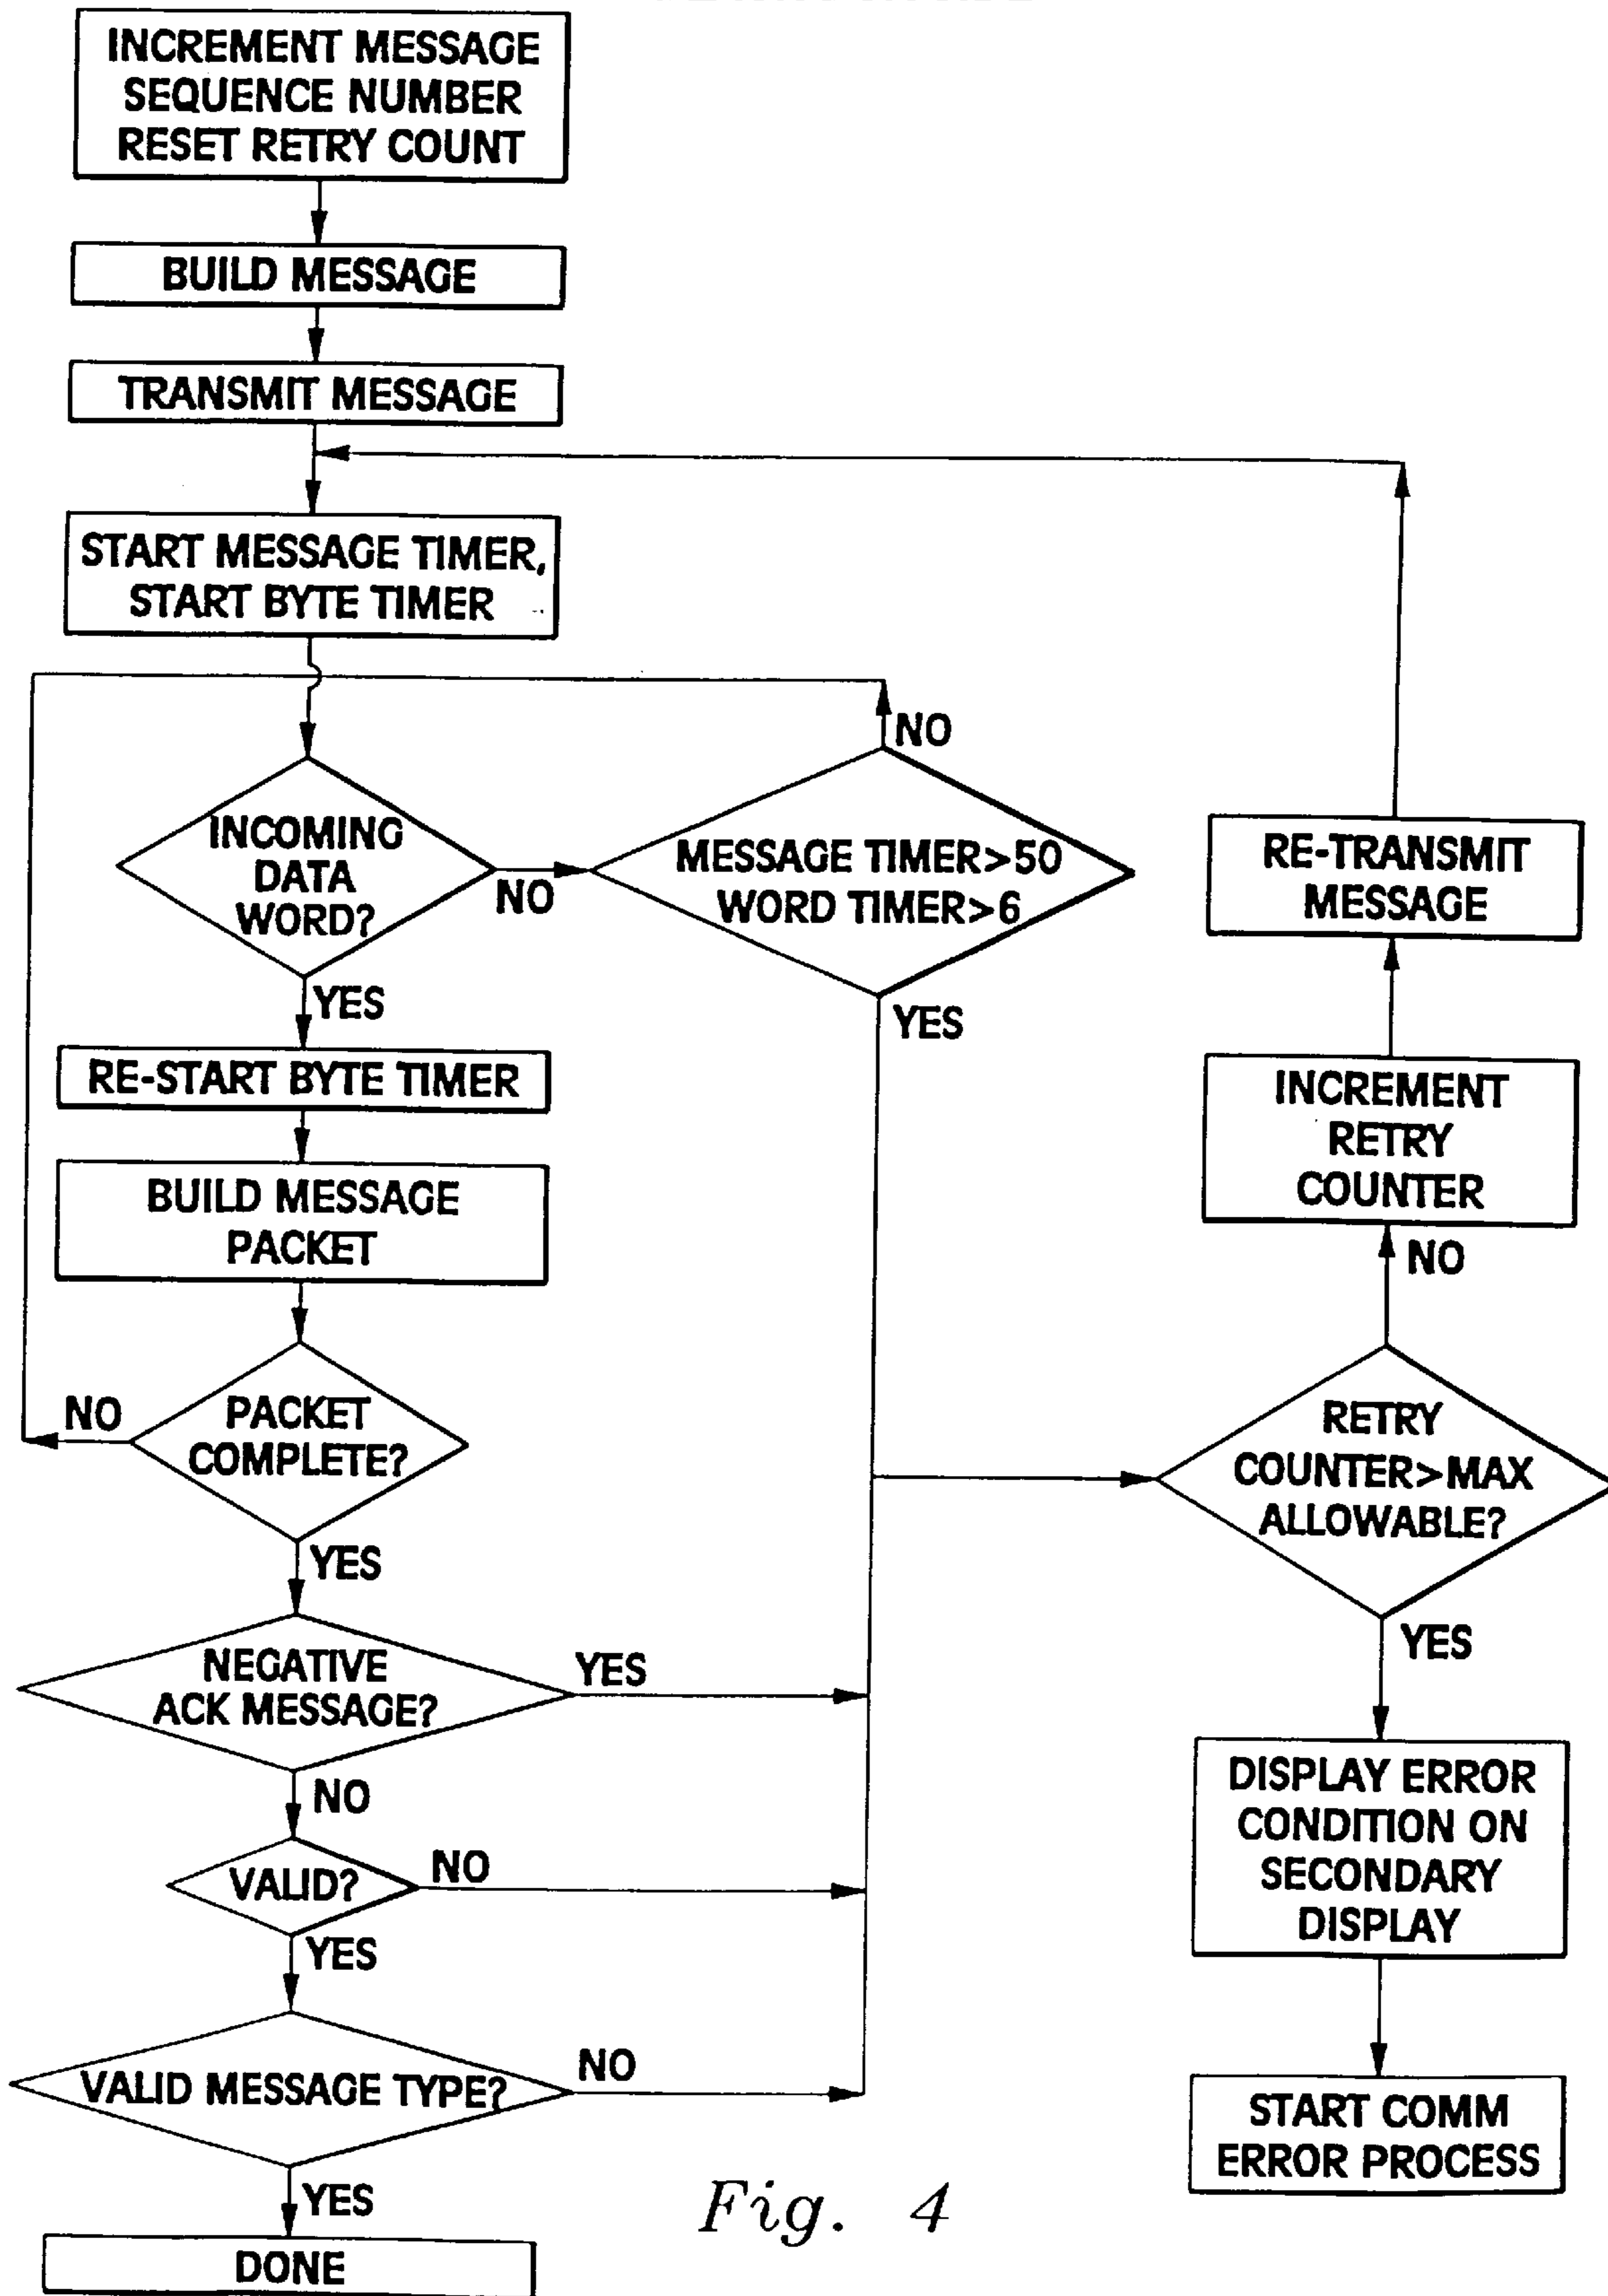 INCREMENT MESSAGE
SEQUENCE NUMBER
RESET RETRY COUNT
BUILD MESSAGE
TRANSMIT MESSAGE
START MESSAGE TIMER,
START BYTE TIMER
NO
INCOMING
DATA
WORD?
NO
MESSAGE TIMER>50
WORD TIMER>6
YES
YES
RE-START BYTE TIMER
BUILD MESSAGE
PACKET
NO
PACKET
COMPLETE?
YES
NEGATIVE
ACK MESSAGE?
YES
NO
VALID?
NO
YES
VALID MESSAGE TYPE?
NO
YES
DONE
RE-TRANSMIT
MESSAGE
INCREMENT
RETRY
COUNTER
NO
RETRY
COUNTER>MAX
ALLOWABLE?
YES
DISPLAY ERROR
CONDITION ON
SECONDARY
DISPLAY
START COMM
ERROR PROCESS
Fig. 4